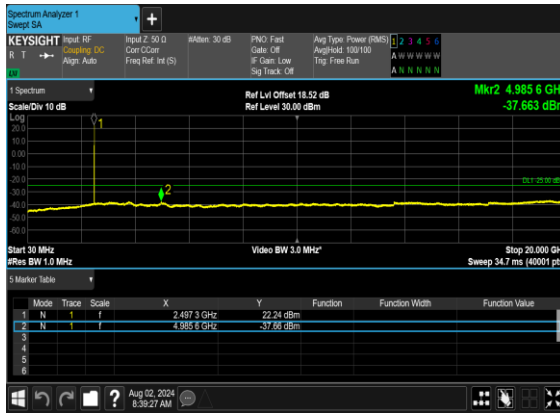 Spectrum Analyzer 1
Swept SA
KEYSIGHT
R T
Input: RF
Coupling: DC
Align: Auto
Input Z: 50 Ω
Corr CCorr
Freq Ref: Int (S)
#Atten: 30 dB
PNO: Fast
Gate: Off
IF Gain: Low
Sig Track: Off
Avg Type: Power (RMS)
Avg|Hold: 100/100
Trig: Free Run
1 2 3 4 5 6
A W W W W W
A N N N N N
1 Spectrum
Scale/Div 10 dB
Ref Lvl Offset 18.52 dB
Ref Level 30.00 dBm
Mkr2 4.985 6 GH
-37.663 dB
Log
20.0
10.0
0.00
-10.0
-20.0
-30.0
-40.0
-50.0
-60.0
1
2
DL1 -25.00 dB
Start 30 MHz
#Res BW 1.0 MHz
Video BW 3.0 MHz*
Stop 20.000 GH
Sweep 34.7 ms (40001 pt
5 Marker Table
Mode Trace Scale X Y Function Function Width Function Value
1 N 1 f 2.497 3 GHz 22.24 dBm
2 N 1 f 4.985 6 GHz -37.66 dBm
3
4
5
6
?
Aug 02, 2024
8:39:27 AM